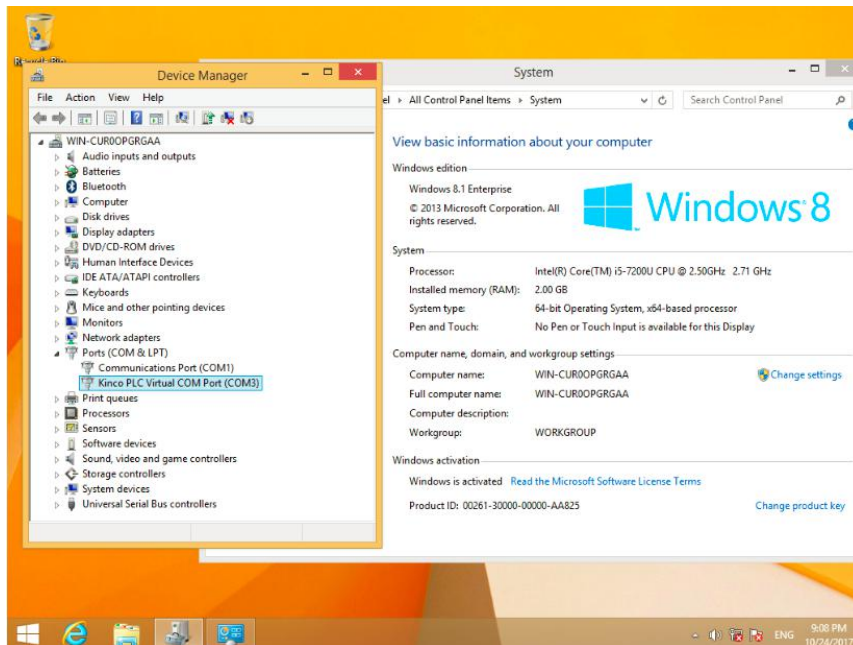 Device Manager
File Action View Help
WIN-CUR0OPGRGAA
Audio inputs and outputs
Batteries
Bluetooth
Computer
Disk drives
Display adapters
DVD/CD-ROM drives
Human Interface Devices
IDE ATA/ATAPI controllers
Keyboards
Mice and other pointing devices
Monitors
Network adapters
Ports (COM & LPT)
Communications Port (COM1)
Kinco PLC Virtual COM Port (COM3)
Print queues
Processors
Sensors
Software devices
Sound, video and game controllers
Storage controllers
System devices
Universal Serial Bus controllers
System
All Control Panel Items System Search Control Panel
View basic information about your computer
Windows edition
Windows 8.1 Enterprise
© 2013 Microsoft Corporation. All
rights reserved.
Windows 8
System
Processor: Intel(R) Core(TM) i5-7200U CPU @ 2.50GHz 2.71 GHz
Installed memory (RAM): 2.00 GB
System type: 64-bit Operating System, x64-based processor
Pen and Touch: No Pen or Touch Input is available for this Display
Computer name, domain, and workgroup settings
Computer name: WIN-CUR0OPGRGAA Change settings
Full computer name: WIN-CUR0OPGRGAA
Computer description:
Workgroup: WORKGROUP
Windows activation
Windows is activated Read the Microsoft Software License Terms
Product ID: 00261-30000-00000-AA825 Change product key
ENG
9:08 PM
10/24/2017